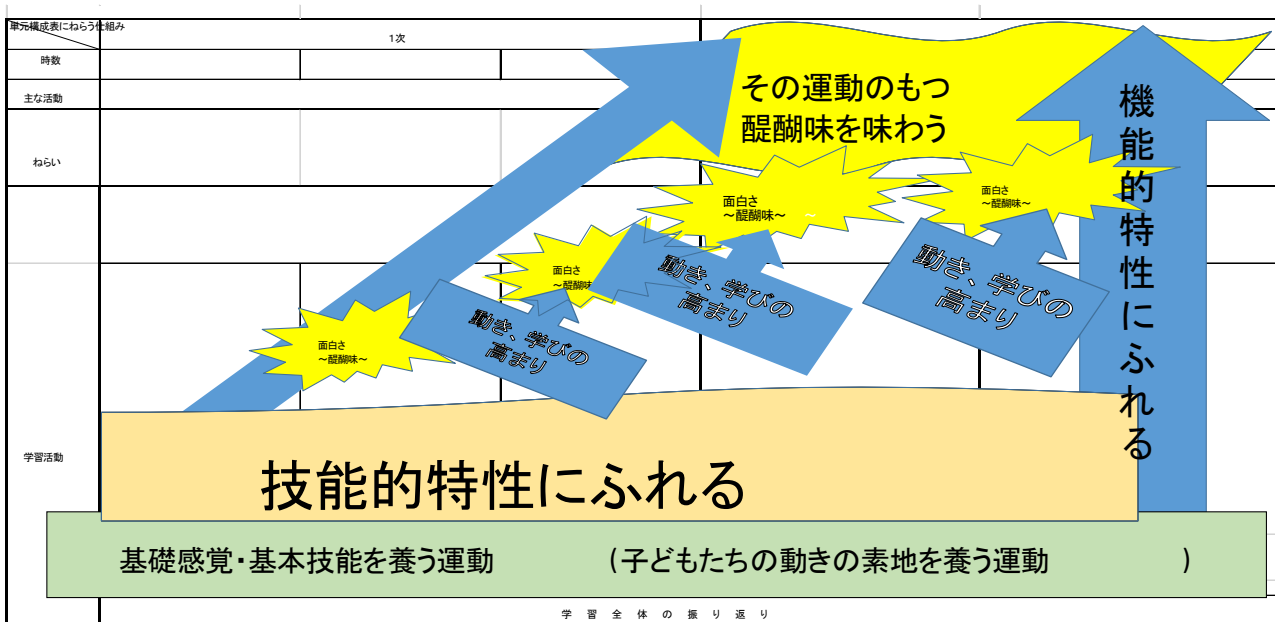 単元構成表にねらう仕組み
1次
時数
主な活動
ねらい
学習活動
その運動のもつ
醍醐味を味わう
機能的特性にふれる
面白さ
~醍醐味~ ~
面白さ
~醍醐味~
面白さ
~醍醐味
面白さ
~醍醐味~
動き、学びの
高まり
動き、学びの
高まり
動き、学びの
高まり
技能的特性にふれる
基礎感覚・基本技能を養う運動 (子どもたちの動きの素地を養う運動 )
学習全体の振り返り